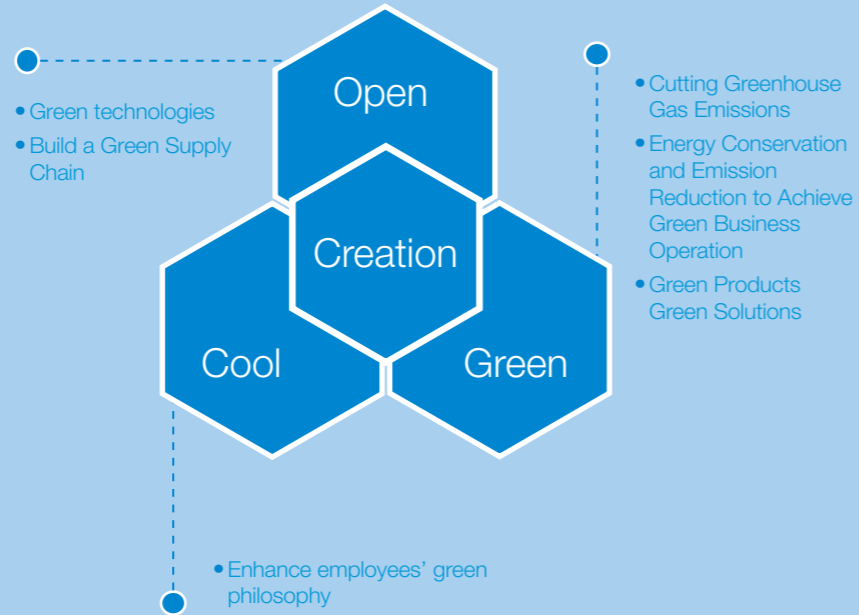 Open
• Green technologies
• Build a Green Supply
Chain
• Cutting Greenhouse
Gas Emissions
• Energy Conservation
and Emission
Reduction to Achieve
Green Business
Operation
• Green Products
Green Solutions
Creation
Cool
Green
• Enhance employees’ green
philosophy